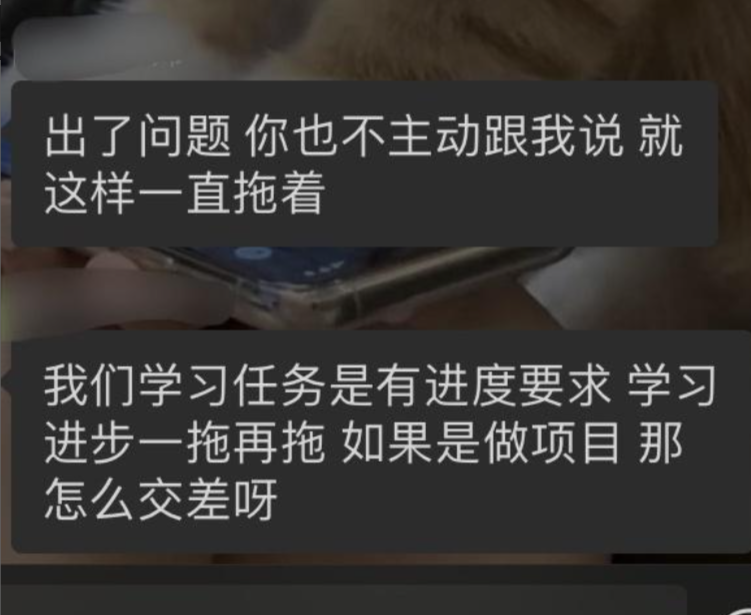 出了问题 你也不主动跟我说 就
这样一直拖着
我们学习任务是有进度要求 学习
进步一拖再拖 如果是做项目 那
怎么交差呀